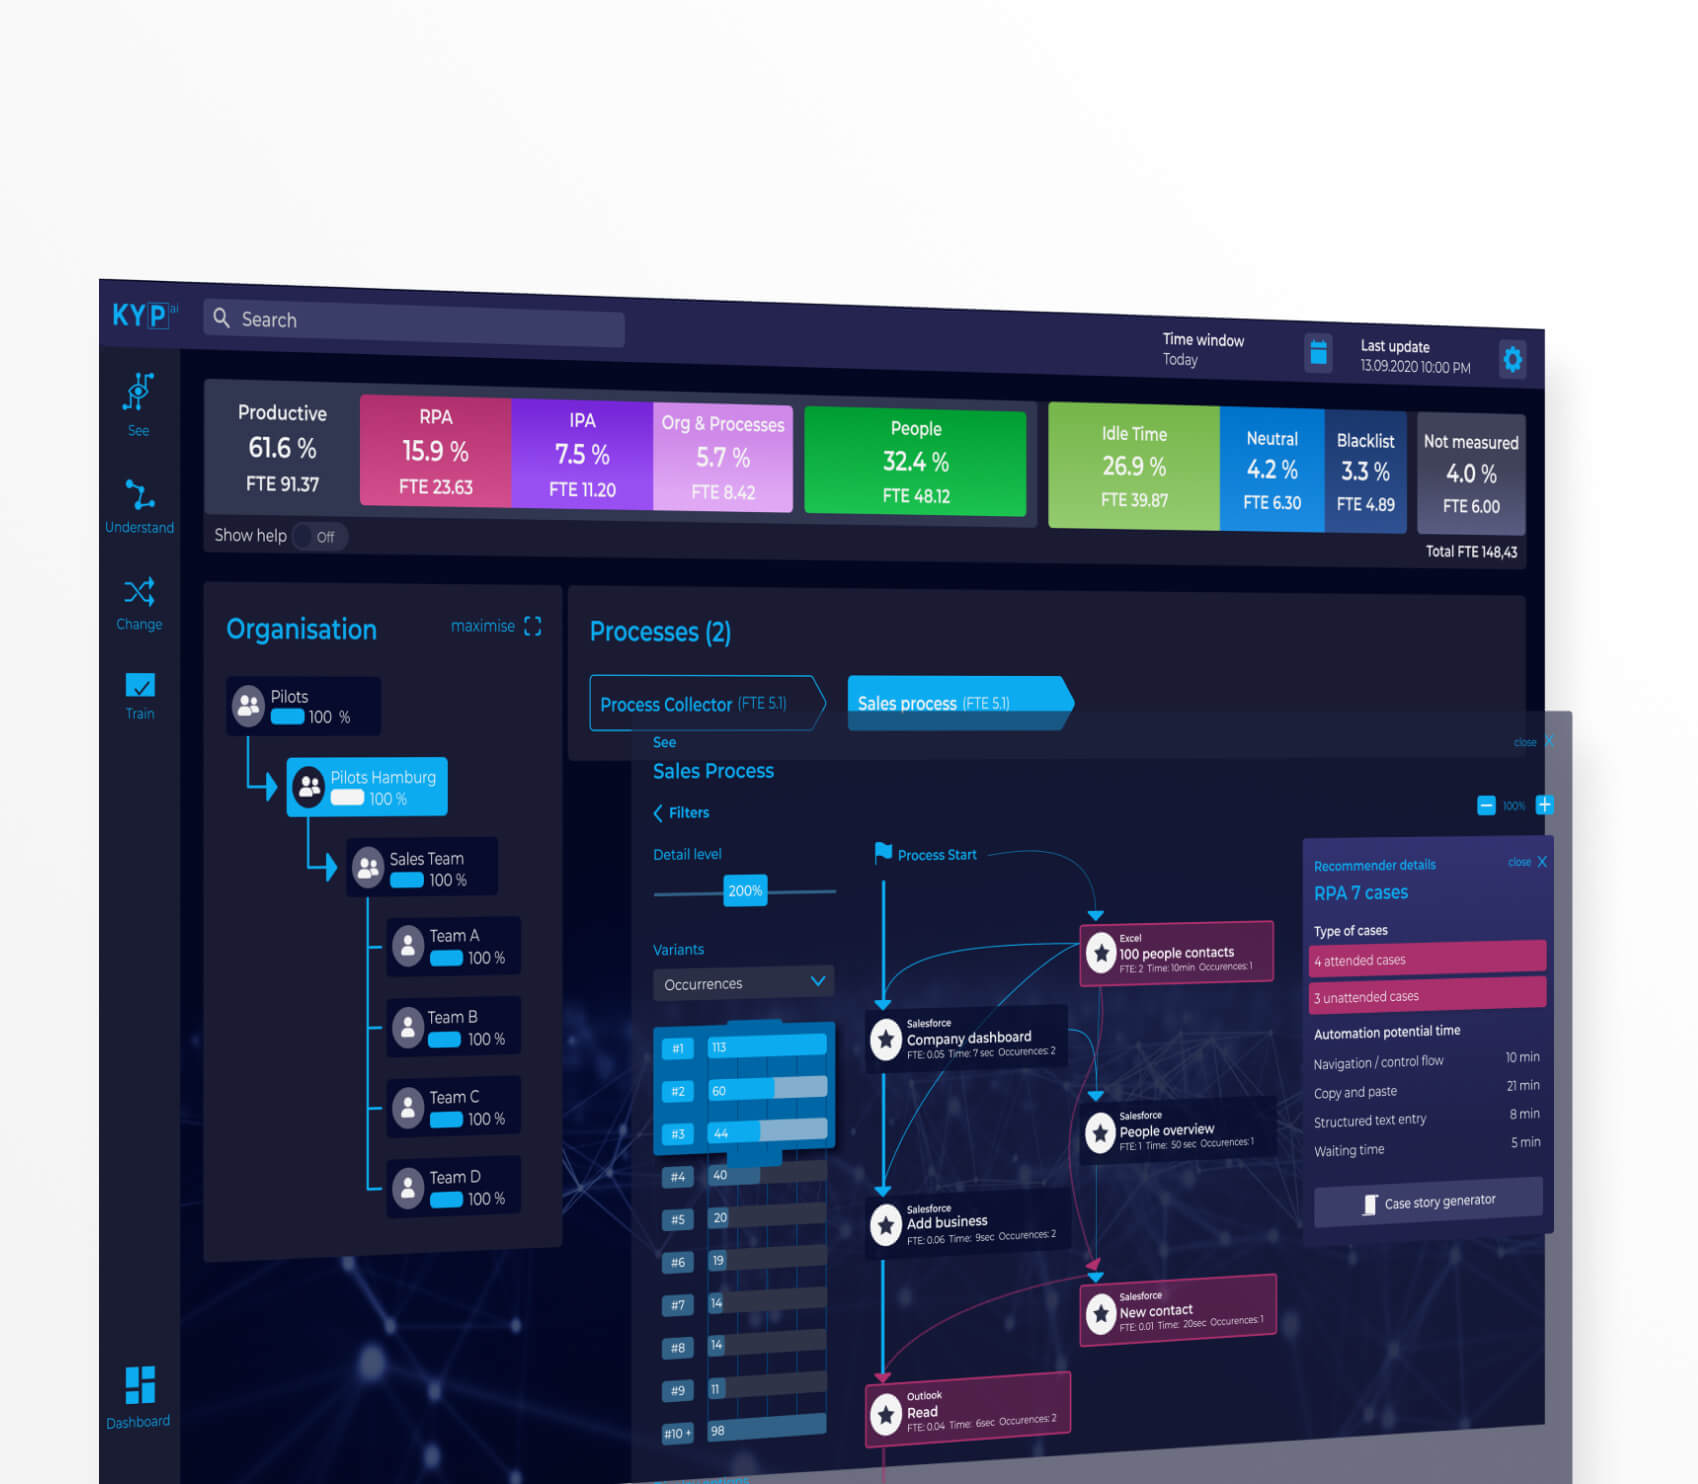 KYP ai
Search
Time window
Today
Last update
13.09.2020 10:00 PM
See
Understand
Change
Train
Dashboard
Productive
61.6 %
FTE 91.37
RPA
15.9 %
FTE 23.63
IPA
7.5 %
FTE 11.20
Org & Processes
5.7 %
FTE 8.42
People
32.4 %
FTE 48.12
Idle Time
26.9 %
FTE 39.87
Neutral
4.2 %
FTE 6.30
Blacklist
3.3 %
FTE 4.89
Not measured
4.0 %
FTE 6.00
Show help Off
Total FTE 148,43
Organisation
maximise
Pilots
100 %
Pilots Hamburg
100 %
Sales Team
100 %
Team A
100 %
Team B
100 %
Team C
100 %
Team D
100 %
Processes (2)
Process Collector (FTE 5.1)
Sales process (FTE 5.1)
See
close X
Sales Process
Filters
100%
Detail level
200%
Variants
Occurrences
#1 113
#2 60
#3 44
#4 40
#5 20
#6 19
#7 14
#8 14
#9 11
#10 + 98
Process Start
Excel
100 people contacts
FTE: 2 Time: 10min Occurences: 1
Salesforce
Company dashboard
FTE: 0.05 Time: 7 sec Occurences: 2
Salesforce
People overview
FTE: 1 Time: 50 sec Occurences: 1
Salesforce
Add business
FTE: 0.06 Time: 9sec Occurences: 2
Salesforce
New contact
FTE: 0.01 Time: 20sec Occurences: 1
Outlook
Read
FTE: 0.04 Time: 6sec Occurences: 2
Recommender details
close X
RPA 7 cases
Type of cases
4 attended cases
3 unattended cases
Automation potential time
Navigation / control flow 10 min
Copy and paste 21 min
Structured text entry 8 min
Waiting time 5 min
Case story generator